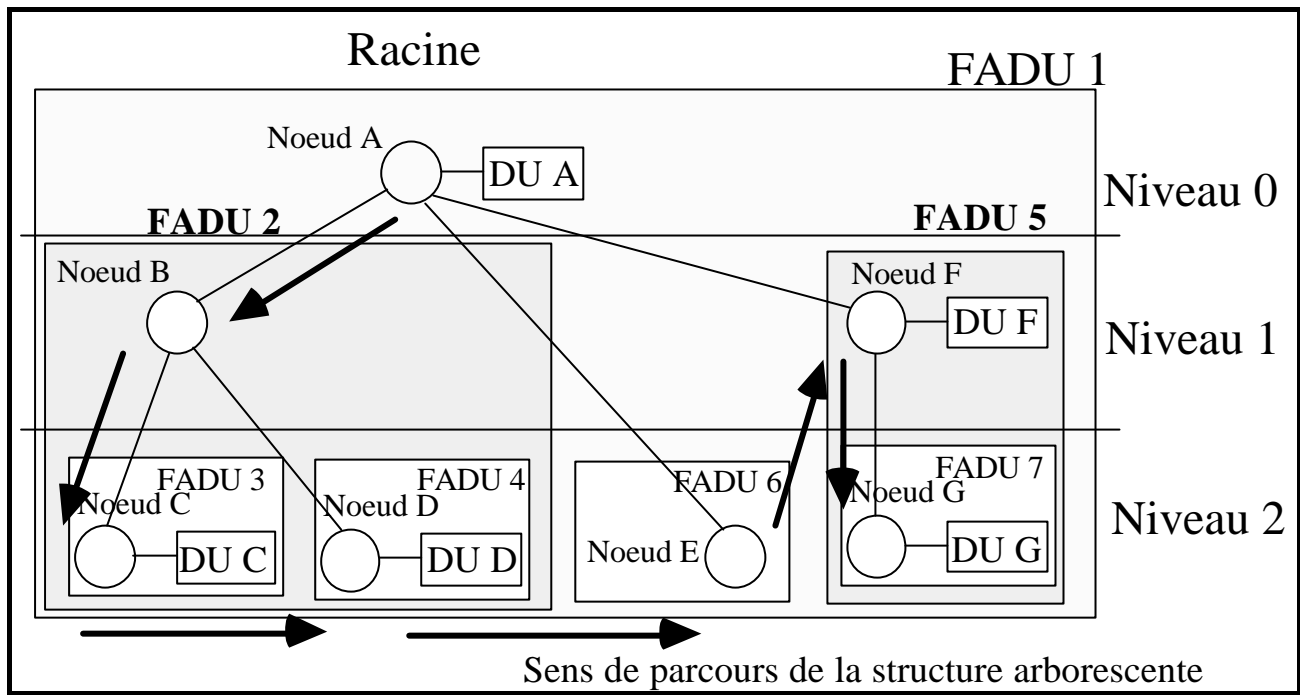 Racine
FADU 1
Noeud A
DU A
Niveau 0
FADU 2
FADU 5
Noeud B
Noeud F
DU F
Niveau 1
FADU 3
FADU 4
FADU 6
FADU 7
Noeud C
Noeud D
Noeud G
DU C
DU D
Noeud E
DU G
Niveau 2
Sens de parcours de la structure arborescente